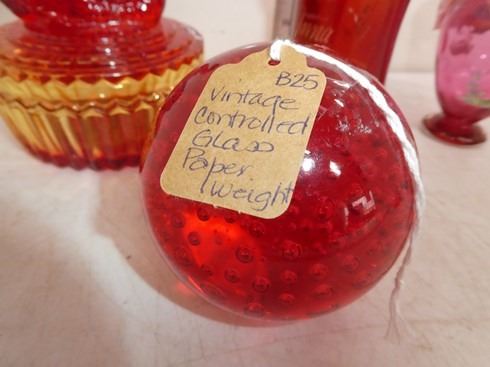 B25
Vintage
Controlled
Glass
Paper
Weight